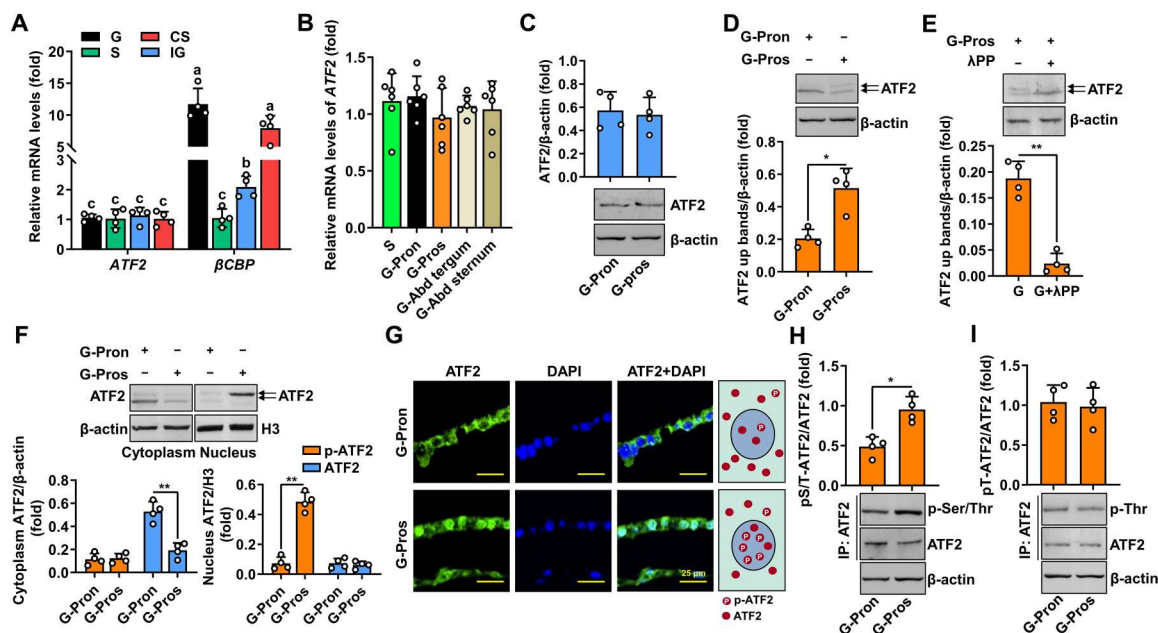 A
Relative mRNA levels (fold)
G
S
CS
IG
20
15
10
5
3
2
1
0
c c c c
a
c
b
a
ATF2
βCBP
B
Relative mRNA levels of ATF2 (fold)
1.5
1.0
0.5
0.0
S
G-Pron
G-Pros
G-Abd tergum
G-Abd sternum
C
ATF2/β-actin (fold)
1.0
0.8
0.6
0.4
0.2
0.0
ATF2
β-actin
G-Pron
G-pros
D
G-Pron + −
G-Pros − +
ATF2
β-actin
ATF2 up bands/β-actin (fold)
0.8
0.6
0.4
0.2
0.0
*
G-Pron
G-Pros
E
G-Pros + +
λPP − +
ATF2
β-actin
ATF2 up bands/β-actin (fold)
0.25
0.20
0.15
0.10
0.05
0.00
**
G
G+λPP
F
G-Pron + − + −
G-Pros − + − +
ATF2
ATF2
β-actin
H3
Cytoplasm Nucleus
p-ATF2
ATF2
Cytoplasm ATF2/β-actin
(fold)
0.8
0.6
0.4
0.2
0.0
**
G-Pron
G-Pros
G-Pron
G-Pros
Nucleus ATF2/H3
(fold)
0.8
0.6
0.4
0.2
0.0
**
G-Pron
G-Pros
G-Pron
G-Pros
G
ATF2
DAPI
ATF2+DAPI
G-Pron
G-Pros
25 μm
P
P
P
P
P
P
P
P
P
P p-ATF2
ATF2
H
pS/T-ATF2/ATF2 (fold)
1.5
1.0
0.5
0.0
*
IP: ATF2
p-Ser/Thr
ATF2
β-actin
G-Pron
G-Pros
I
pT-ATF2/ATF2 (fold)
1.5
1.0
0.5
0.0
IP: ATF2
p-Thr
ATF2
β-actin
G-Pron
G-Pros